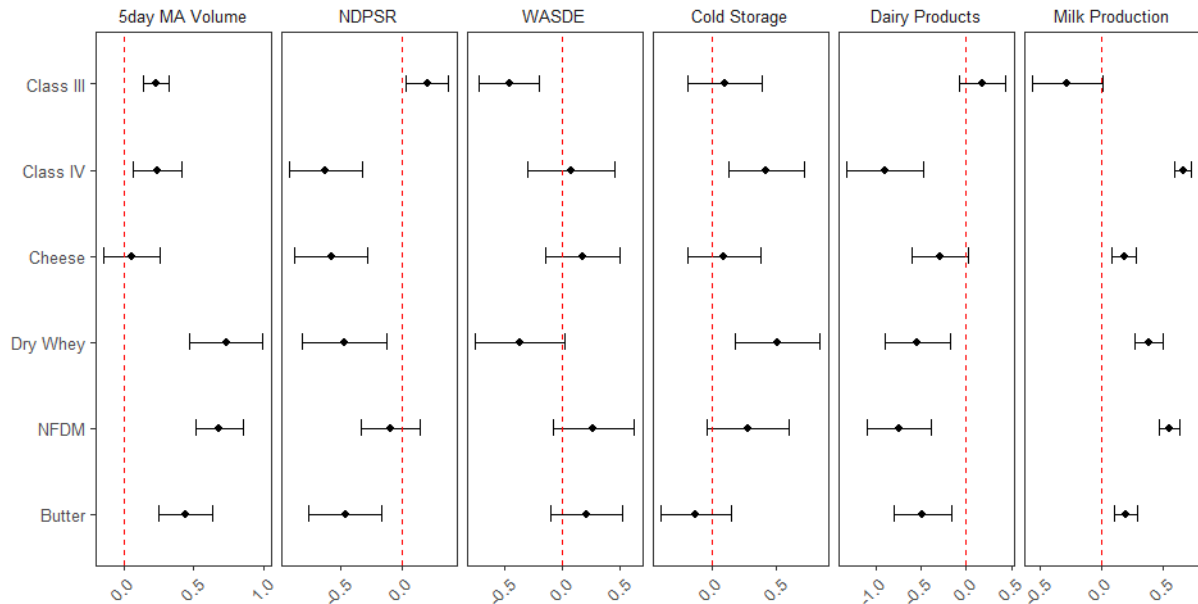 5day MA Volume NDPSR WASDE Cold Storage Dairy Products Milk Production
Class III
Class IV
Cheese
Dry Whey
NFDM
Butter
0.0 0.5 1.0 -0.5 0.0 -0.5 0.0 0.5 0.0 0.5 -1.0 -0.5 0.0 0.5 -0.5 0.0 0.5